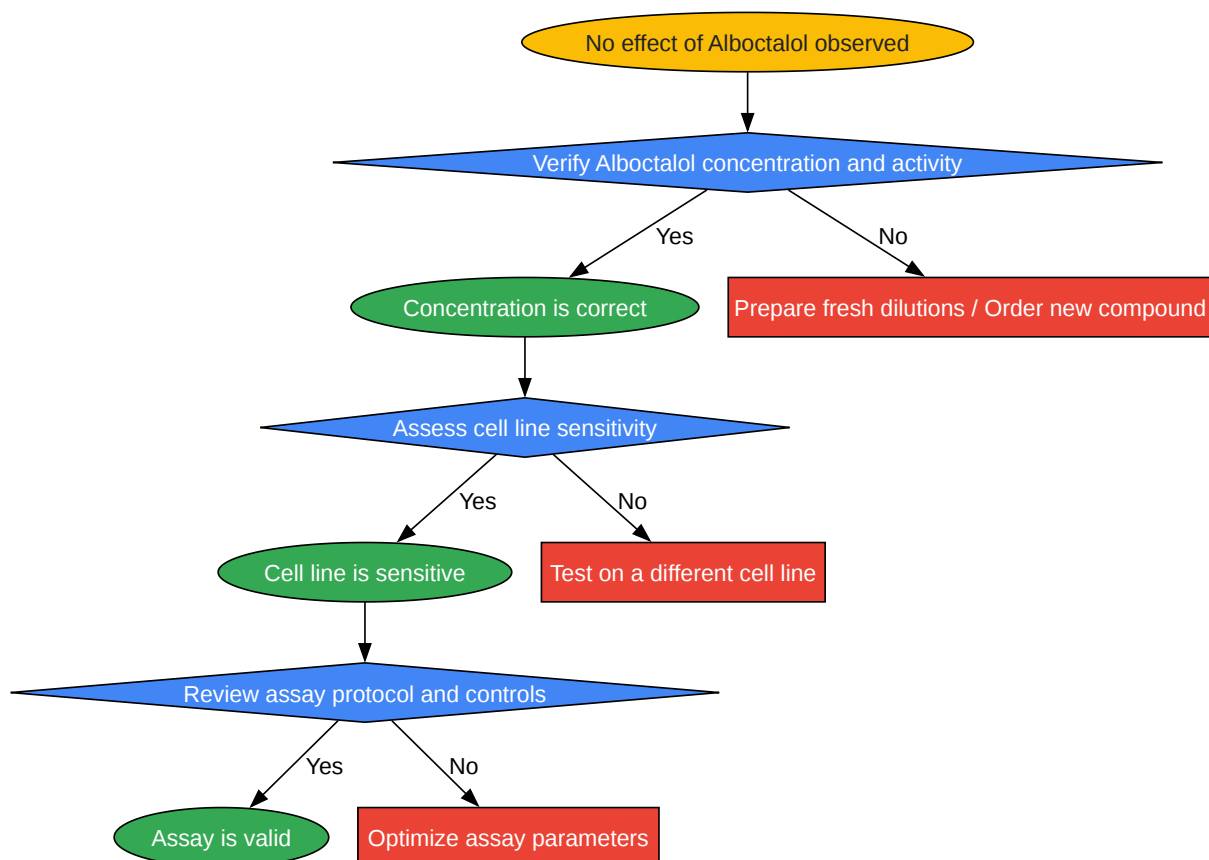 No effect of Alboctalol observed
Verify Alboctalol concentration and activity
Yes
No
Concentration is correct
Prepare fresh dilutions / Order new compound
Assess cell line sensitivity
Yes
No
Cell line is sensitive
Test on a different cell line
Review assay protocol and controls
Yes
No
Assay is valid
Optimize assay parameters